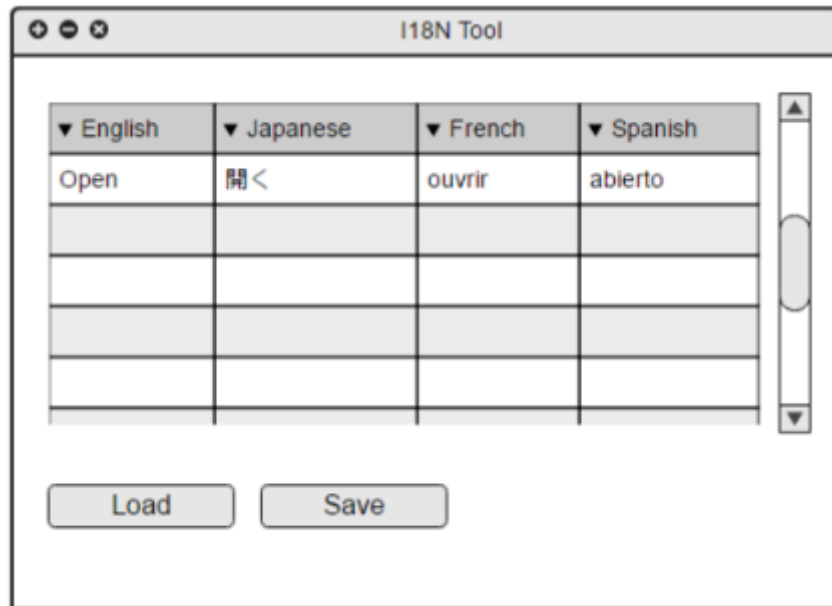 I18N Tool
▼ English ▼ Japanese ▼ French ▼ Spanish
Open 開く ouvrir abierto
Load Save